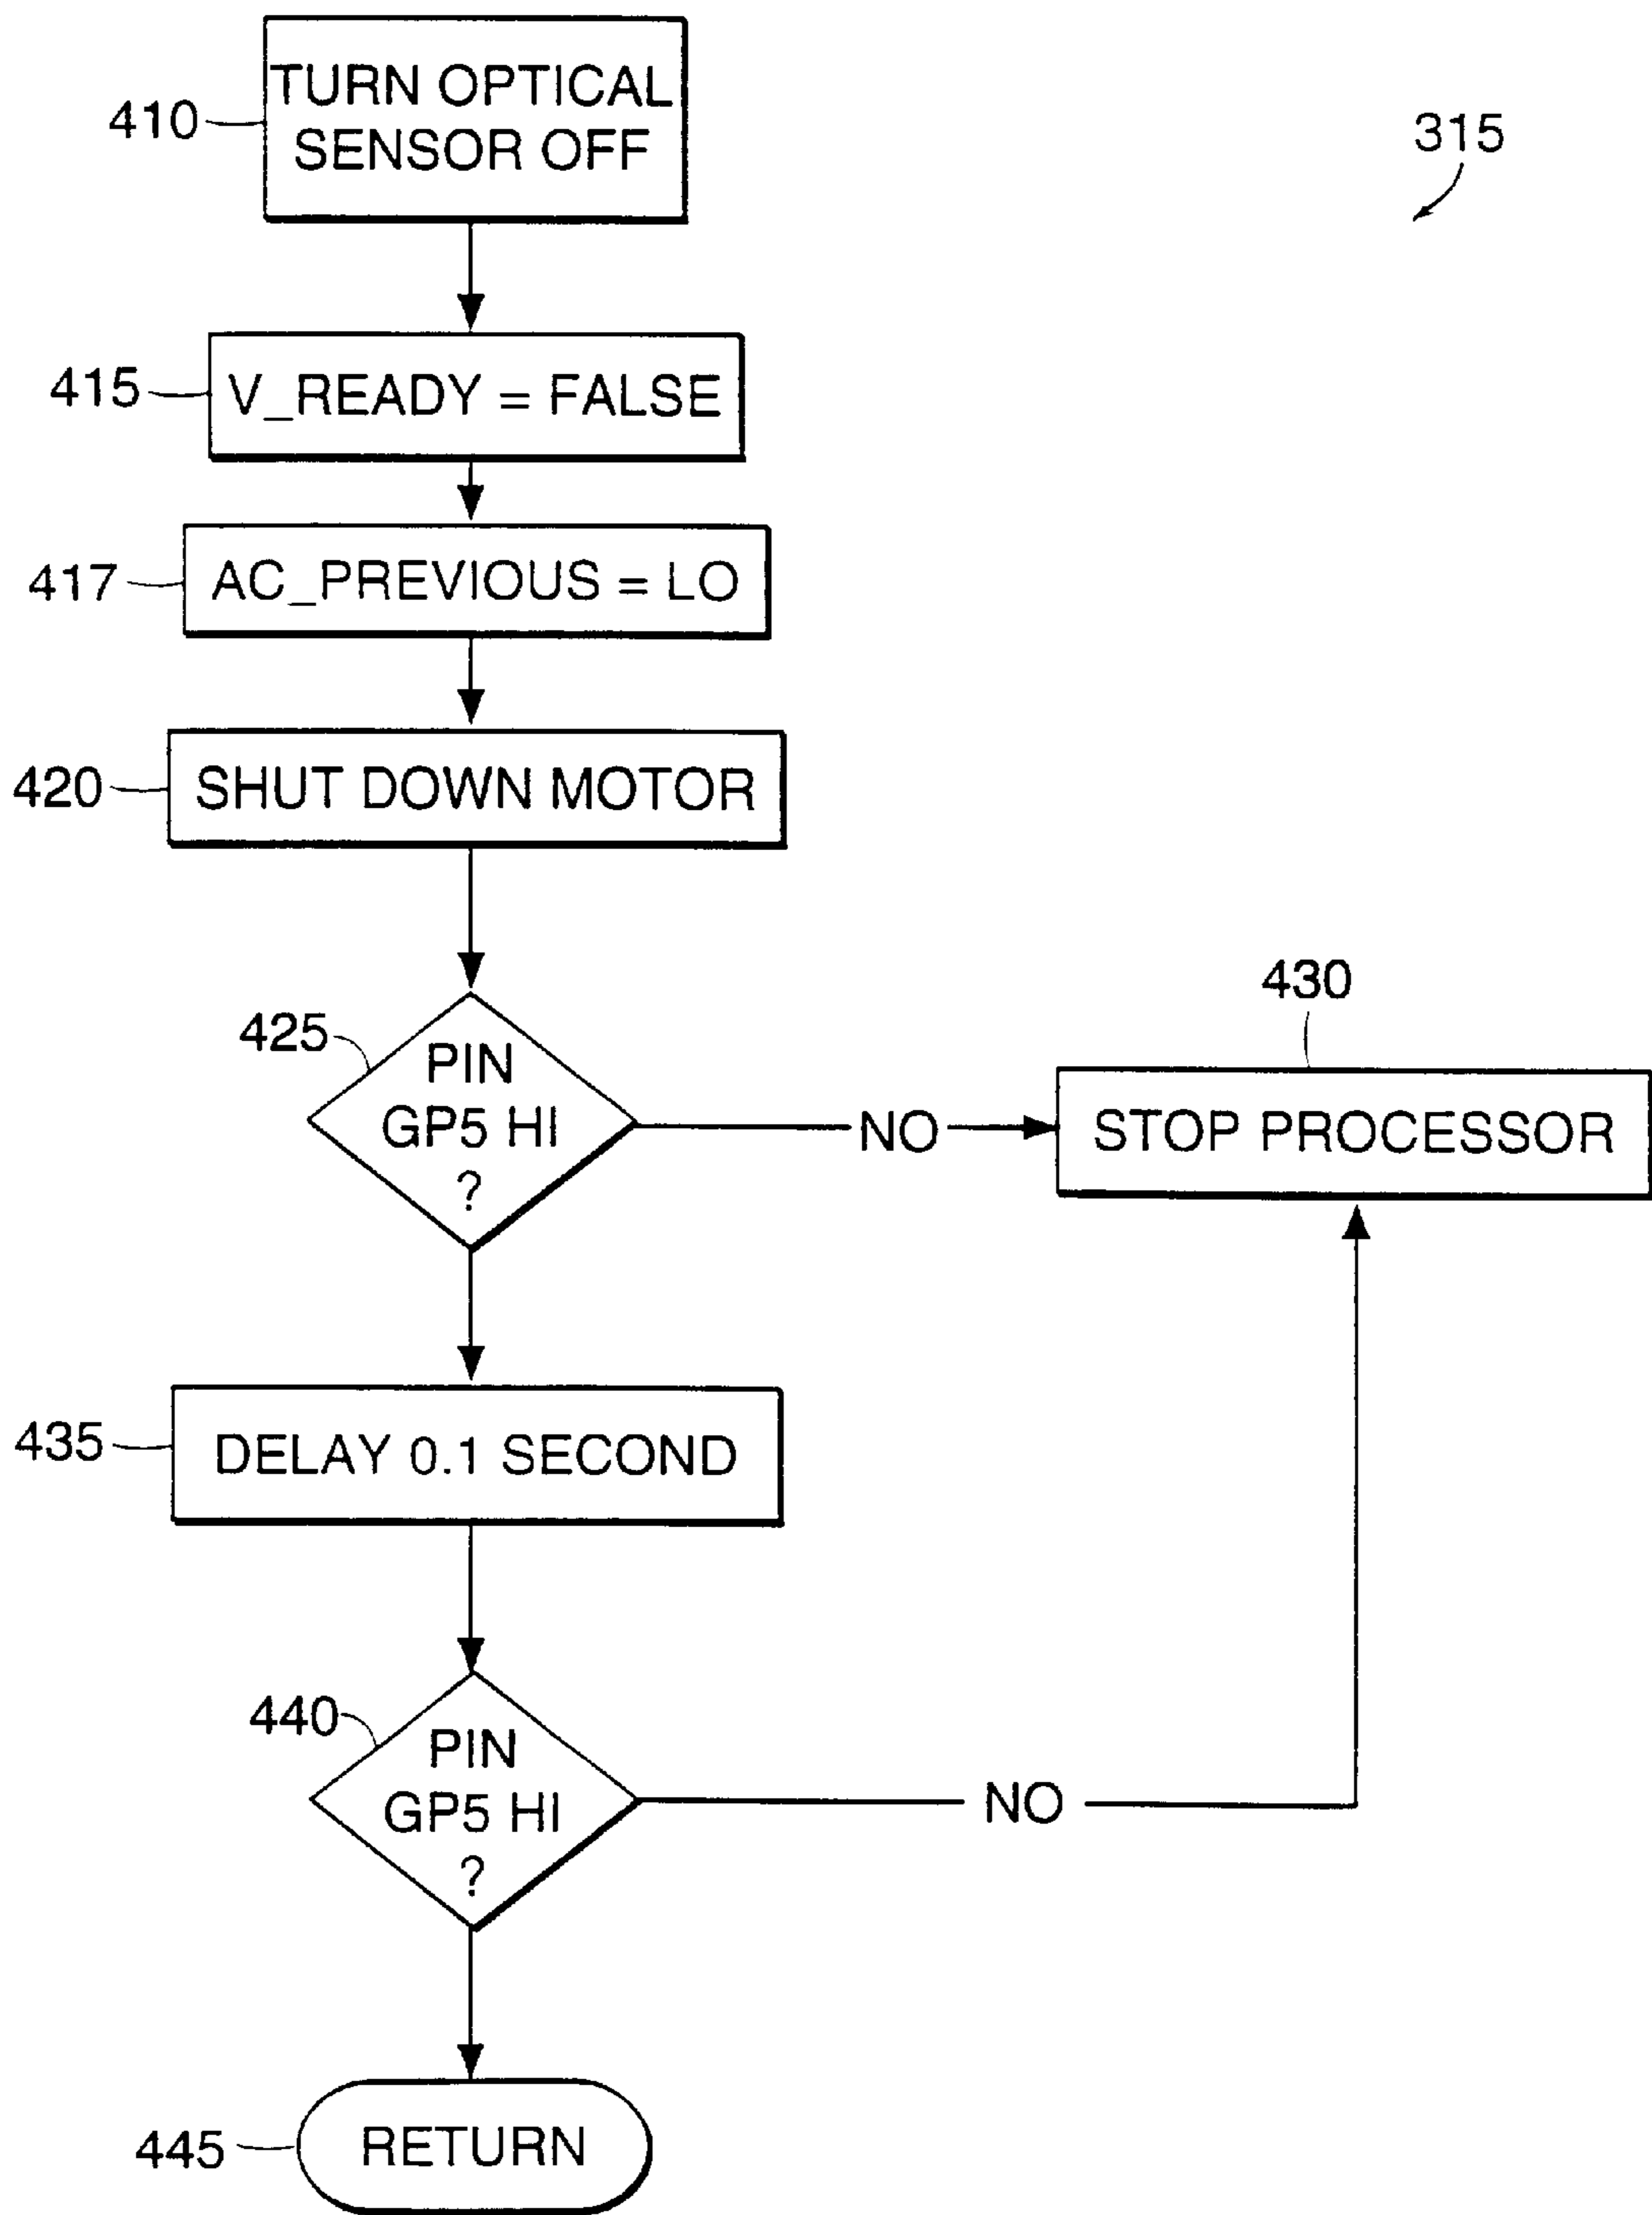 TURN OPTICAL
SENSOR OFF
410
315
415
V_READY = FALSE
417
AC_PREVIOUS = LO
420
SHUT DOWN MOTOR
425
PIN
GP5 HI
?
NO
430
STOP PROCESSOR
435
DELAY 0.1 SECOND
440
PIN
GP5 HI
?
NO
445
RETURN